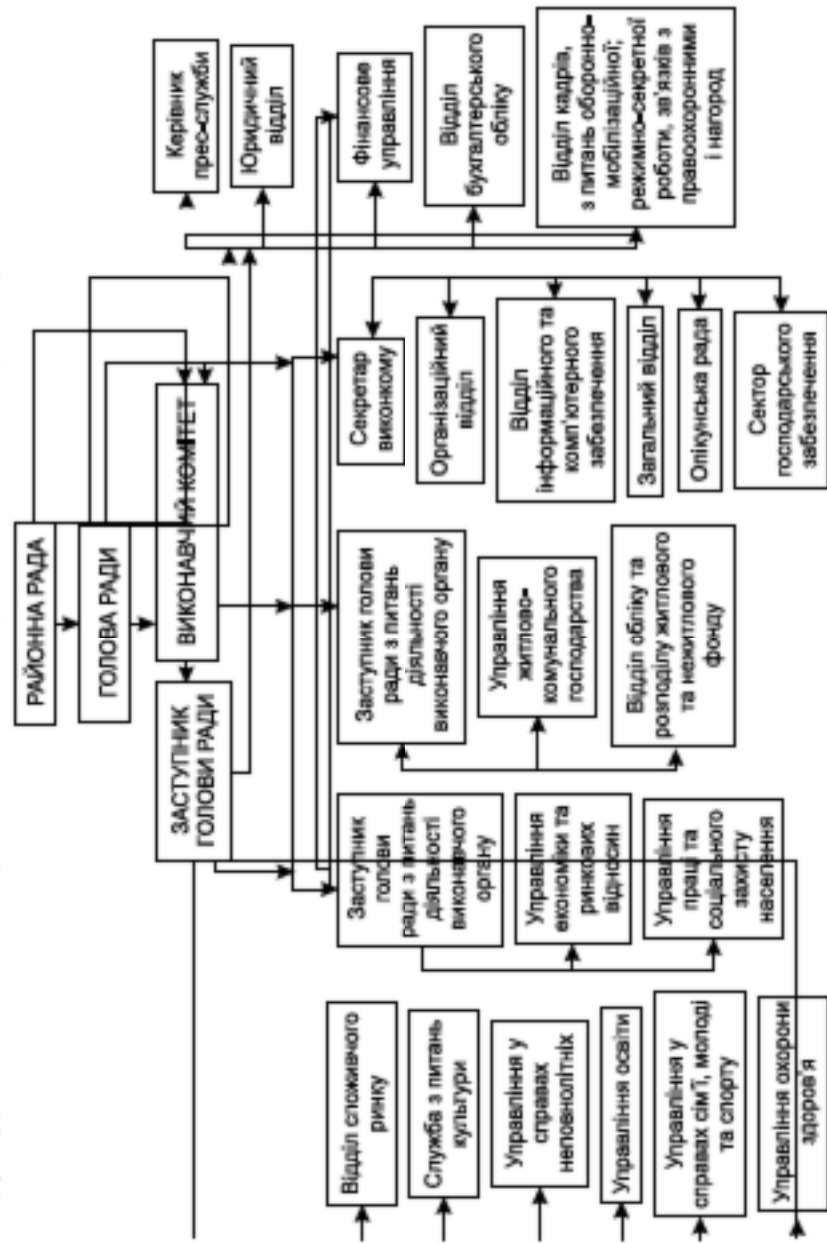 РАЙОННА РАДА
ГОЛОВА РАДИ
ВИКОНАВЧИЙ КОМІТЕТ
ЗАСТУПНИК
ГОЛОВИ РАДИ
Керівник
прес-служби
Юридичний
відділ
Фінансове
управління
Відділ
бухгалтерського
обліку
Відділ кадрів,
з питань оборонно-
мобілізаційної;
режимно-секретної
роботи, зв'язків з
правоохоронними
і нагород
Секретар
виконкому
Організаційний
відділ
Відділ
інформаційного та
комп'ютерного
забезпечення
Загальний відділ
Опікунська рада
Сектор
господарського
забезпечення
Заступник голови
ради з питань
діяльності
виконавчого органу
Управління
житлово-
комунального
господарства
Відділ обліку та
розподілу житлового
та нежитлового
фонду
Заступник
голови
ради з питань
діяльності
виконавчого
органу
Управління
економіки та
ринкових
відносин
Управління
праці та
соціального
захисту
населення
Відділ споживчого
ринку
Служба з питань
культури
Управління у
справах
неповнолітніх
Управління освіти
Управління у
справах сім'ї, молоді
та спорту
Управління охорони
здоров'я